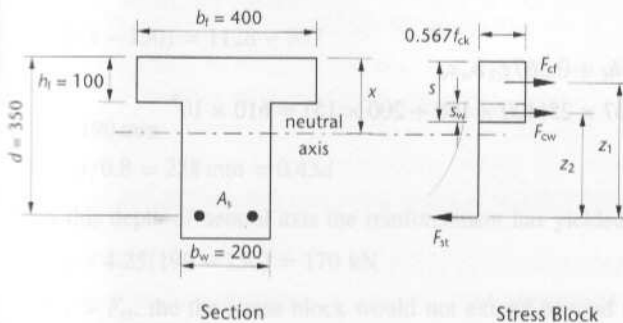 b_f = 400
0.567f_ck
h_f = 100
d = 350
x
s
s_w
neutral
axis
F_cf
F_cw
z_2
z_1
A_s
F_st
b_w = 200
Section
Stress Block